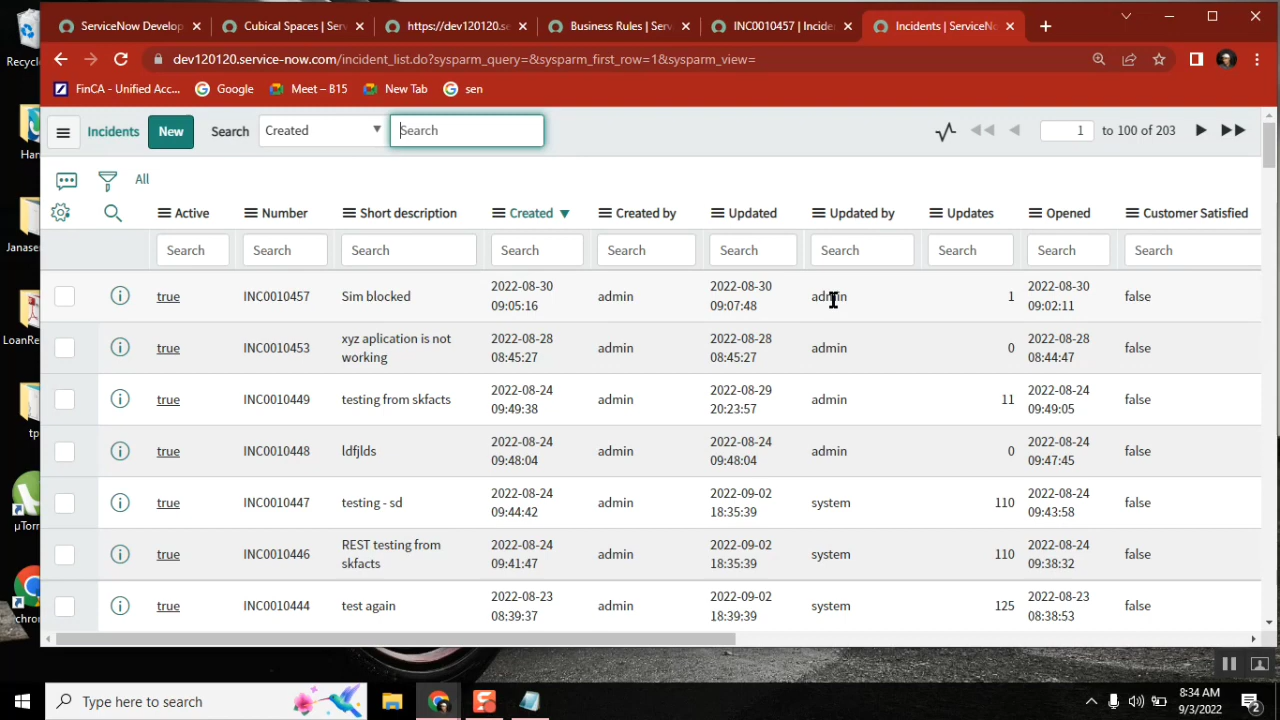 Recycl
Har
Janase
LoanRe
tp
µTorr
chro
ServiceNow Develop
Cubical Spaces | Serv
https://dev120120.se
Business Rules | Serv
INC0010457 | Incide
Incidents | ServiceNo
dev120120.service-now.com/incident_list.do?sysparm_query=&sysparm_first_row=1&sysparm_view=
FinCA - Unified Acc...
Google
Meet – B15
New Tab
sen
Incidents
New
Search
Created
Search
1
to 100 of 203
All
Active
Number
Short description
Created
Created by
Updated
Updated by
Updates
Opened
Customer Satisfied
Search
Search
Search
Search
Search
Search
Search
Search
Search
Search
true
INC0010457
Sim blocked
2022-08-30
09:05:16
admin
2022-08-30
09:07:48
admin
1
2022-08-30
09:02:11
false
true
INC0010453
xyz aplication is not
working
2022-08-28
08:45:27
admin
2022-08-28
08:45:27
admin
0
2022-08-28
08:44:47
false
true
INC0010449
testing from skfacts
2022-08-24
09:49:38
admin
2022-08-29
20:23:57
admin
11
2022-08-24
09:49:05
false
true
INC0010448
ldfjlds
2022-08-24
09:48:04
admin
2022-08-24
09:48:04
admin
0
2022-08-24
09:47:45
false
true
INC0010447
testing - sd
2022-08-24
09:44:42
admin
2022-09-02
18:35:39
system
110
2022-08-24
09:43:58
false
true
INC0010446
REST testing from
skfacts
2022-08-24
09:41:47
admin
2022-09-02
18:35:39
system
110
2022-08-24
09:38:32
false
true
INC0010444
test again
2022-08-23
08:39:37
admin
2022-09-02
18:39:39
system
125
2022-08-23
08:38:53
false
Type here to search
8:34 AM
9/3/2022
2